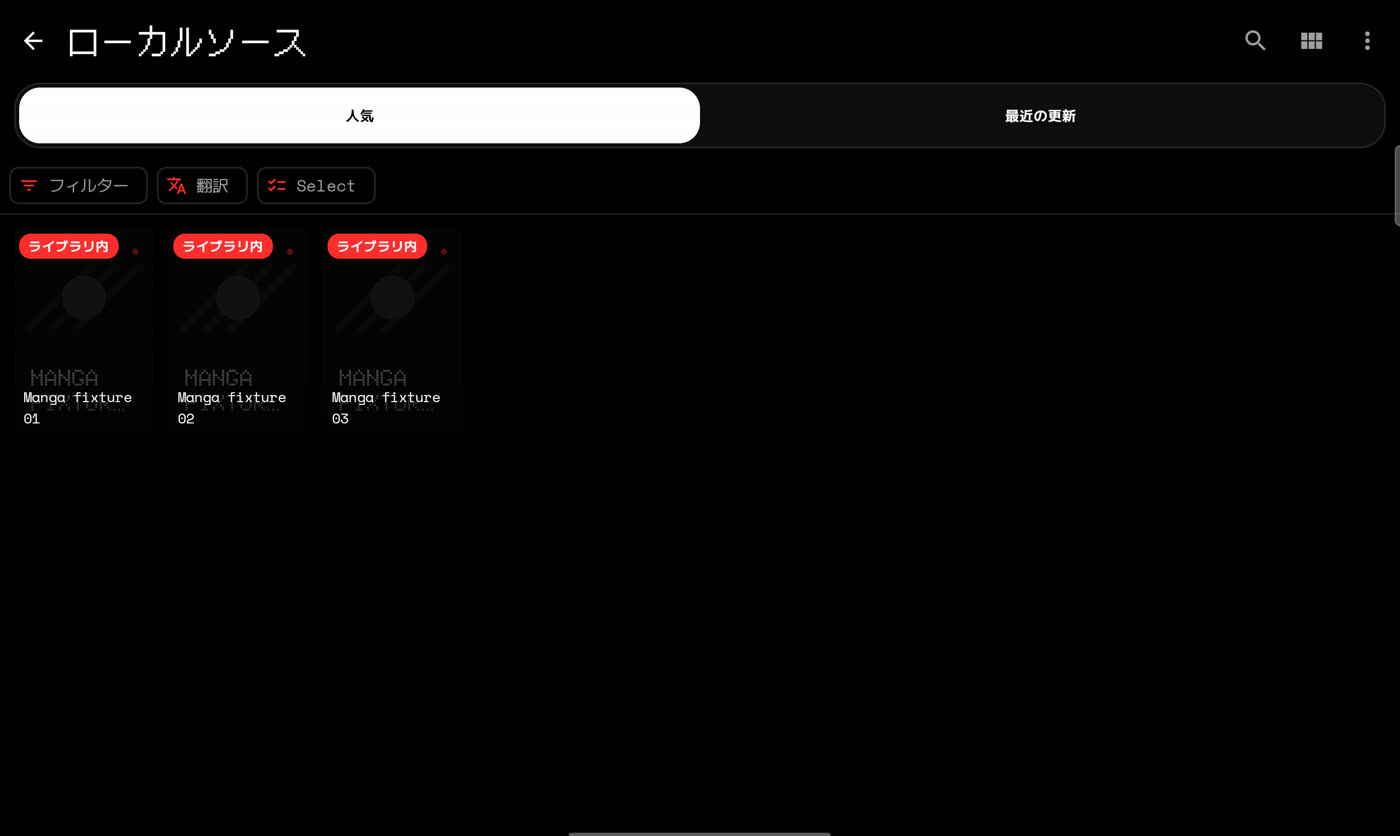 ローカルソース
人気
最近の更新
フィルター
翻訳
Select
ライブラリ内
ライブラリ内
ライブラリ内
MANGA
Manga fixture
01
MANGA
Manga fixture
02
MANGA
Manga fixture
03